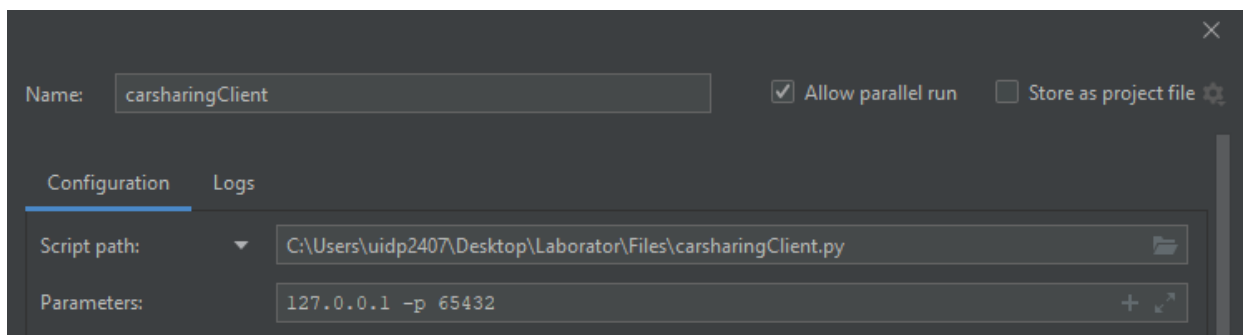 Name: carsharingClient Allow parallel run Store as project file
Configuration Logs
Script path: C:\Users\uidp2407\Desktop\Laborator\Files\carsharingClient.py
Parameters: 127.0.0.1 -p 65432